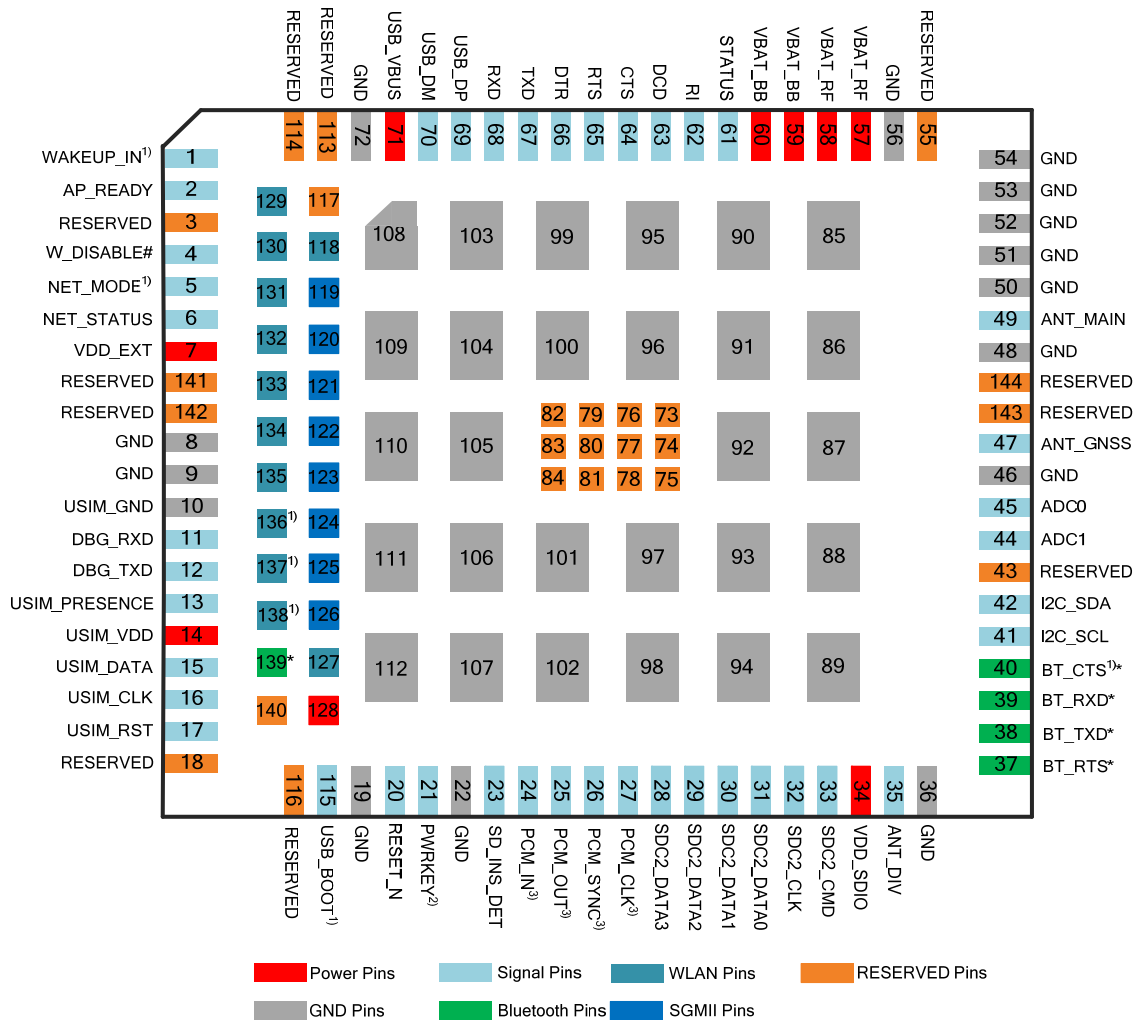 RESERVED
RESERVED
GND
USB_VBUS
USB_DM
USB_DP
RXD
TXD
DTR
RTS
CTS
DCD
RI
STATUS
VBAT_BB
VBAT_BB
VBAT_RF
VBAT_RF
GND
RESERVED
114
113
72
71
70
69
68
67
66
65
64
63
62
61
60
59
58
57
56
55
WAKEUP_IN1) 1
AP_READY 2
RESERVED 3
W_DISABLE# 4
NET_MODE1) 5
NET_STATUS 6
VDD_EXT 7
RESERVED 141
RESERVED 142
GND 8
GND 9
USIM_GND 10
DBG_RXD 11
DBG_TXD 12
USIM_PRESENCE 13
USIM_VDD 14
USIM_DATA 15
USIM_CLK 16
USIM_RST 17
RESERVED 18
129 117
130 118
131 119
132 120
133 121
134 122
135 123
1361) 124
1371) 125
1381) 126
139* 127
140 128
108 103 99 95 90 85
109 104 100 96 91 86
110 105 92 87
82 79 76 73
83 80 77 74
84 81 78 75
111 106 101 97 93 88
112 107 102 98 94 89
54 GND
53 GND
52 GND
51 GND
50 GND
49 ANT_MAIN
48 GND
144 RESERVED
143 RESERVED
47 ANT_GNSS
46 GND
45 ADC0
44 ADC1
43 RESERVED
42 I2C_SDA
41 I2C_SCL
40 BT_CTS1)*
39 BT_RXD*
38 BT_TXD*
37 BT_RTS*
116
115
19
20
21
22
23
24
25
26
27
28
29
30
31
32
33
34
35
36
RESERVED
USB_BOOT1)
GND
RESET_N
PWRKEY2)
GND
SD_INS_DET
PCM_IN3)
PCM_OUT3)
PCM_SYNC3)
PCM_CLK3)
SDC2_DATA3
SDC2_DATA2
SDC2_DATA1
SDC2_DATA0
SDC2_CLK
SDC2_CMD
VDD_SDIO
ANT_DIV
GND
Power Pins
Signal Pins
WLAN Pins
RESERVED Pins
GND Pins
Bluetooth Pins
SGMII Pins